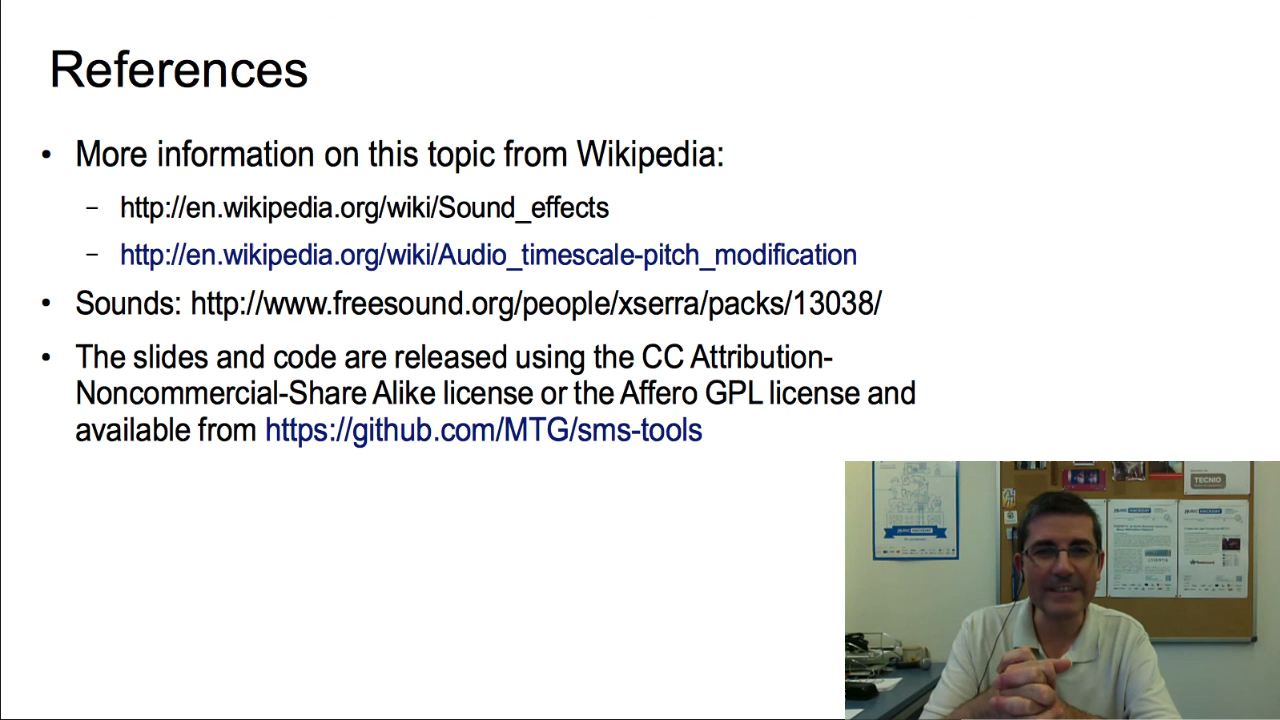 References
• More information on this topic from Wikipedia:
– http://en.wikipedia.org/wiki/Sound_effects
– http://en.wikipedia.org/wiki/Audio_timescale-pitch_modification
• Sounds: http://www.freesound.org/people/xserra/packs/13038/
• The slides and code are released using the CC Attribution-
Noncommercial-Share Alike license or the Affero GPL license and
available from https://github.com/MTG/sms-tools
TECNIO